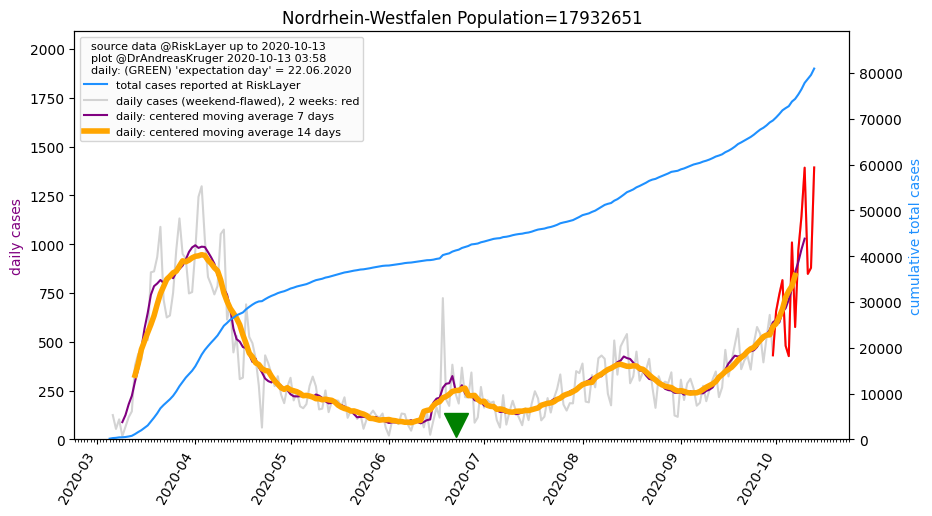 Nordrhein-Westfalen Population=17932651
source data @RiskLayer up to 2020-10-13
plot @DrAndreasKruger 2020-10-13 03:58
daily: (GREEN) 'expectation day' = 22.06.2020
total cases reported at RiskLayer
daily cases (weekend-flawed), 2 weeks: red
daily: centered moving average 7 days
daily: centered moving average 14 days
daily cases
2000
1750
1500
1250
1000
750
500
250
0
cumulative total cases
80000
70000
60000
50000
40000
30000
20000
10000
0
2020-03
2020-04
2020-05
2020-06
2020-07
2020-08
2020-09
2020-10